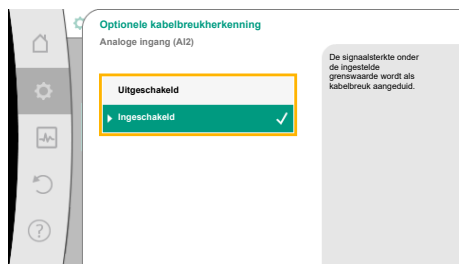 Optionele kabelbreukherkenning
Analoge ingang (AI2)
De signaalsterkte onder
de ingestelde
grenswaarde wordt als
kabelbreuk aangeduid.
Uitgeschakeld
Ingeschakeld
?